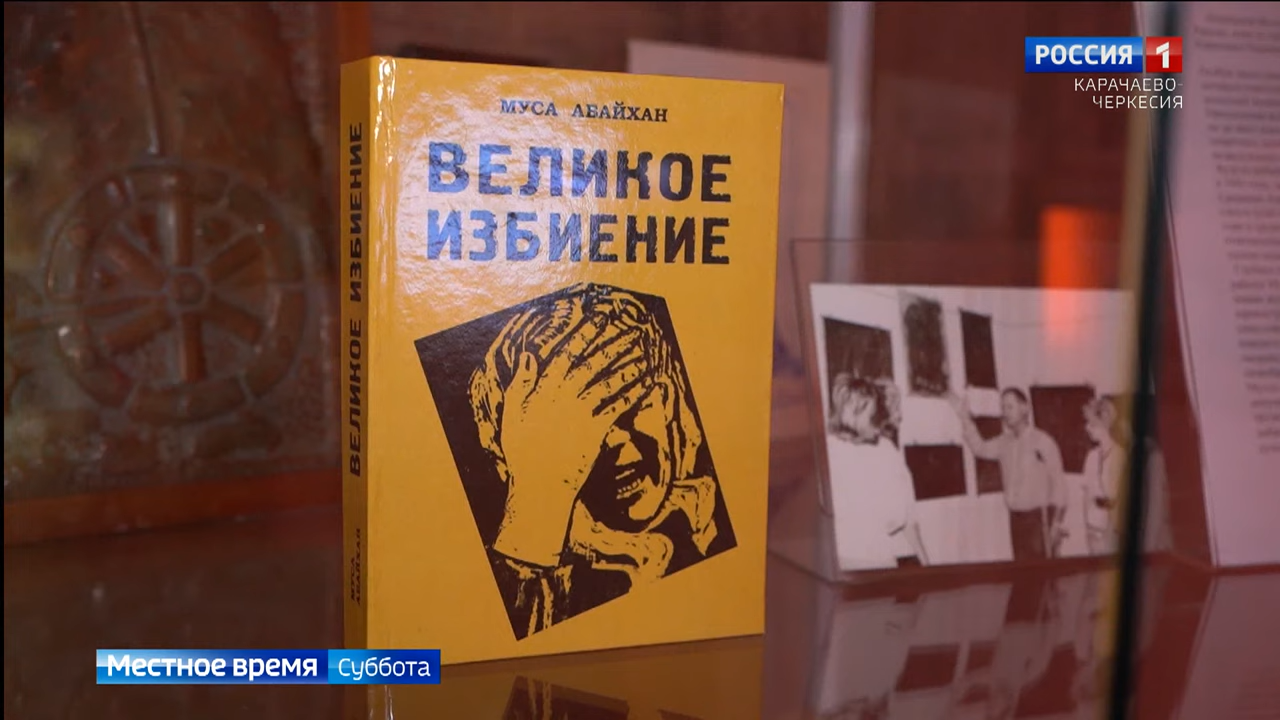 РОССИЯ 1
КАРАЧАЕВО-
ЧЕРКЕСИЯ
МУСА АБАЙХАН
ВЕЛИКОЕ
ИЗБИЕНИЕ
ВЕЛИКОЕ ИЗБИЕНИЕ
МУСА
АБАЙХАН
Местное время Суббота